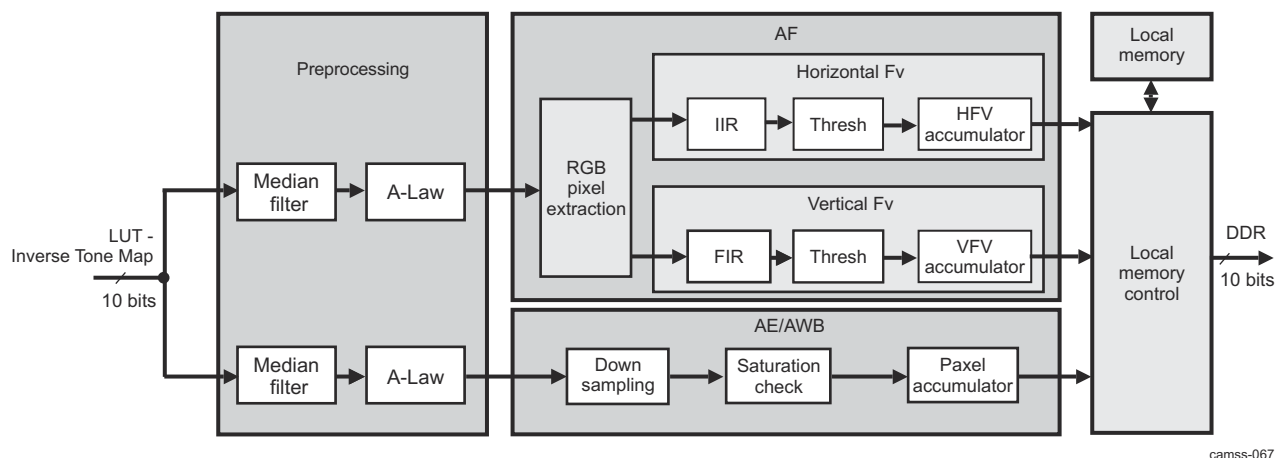 Preprocessing
AF
Local
memory
Horizontal Fv
IIR
Thresh
HFV
accumulator
RGB
pixel
extraction
Median
filter
A-Law
Vertical Fv
FIR
Thresh
VFV
accumulator
LUT -
Inverse Tone Map
10 bits
Local
memory
control
DDR
10 bits
AE/AWB
Median
filter
A-Law
Down
sampling
Saturation
check
Paxel
accumulator
camss-067